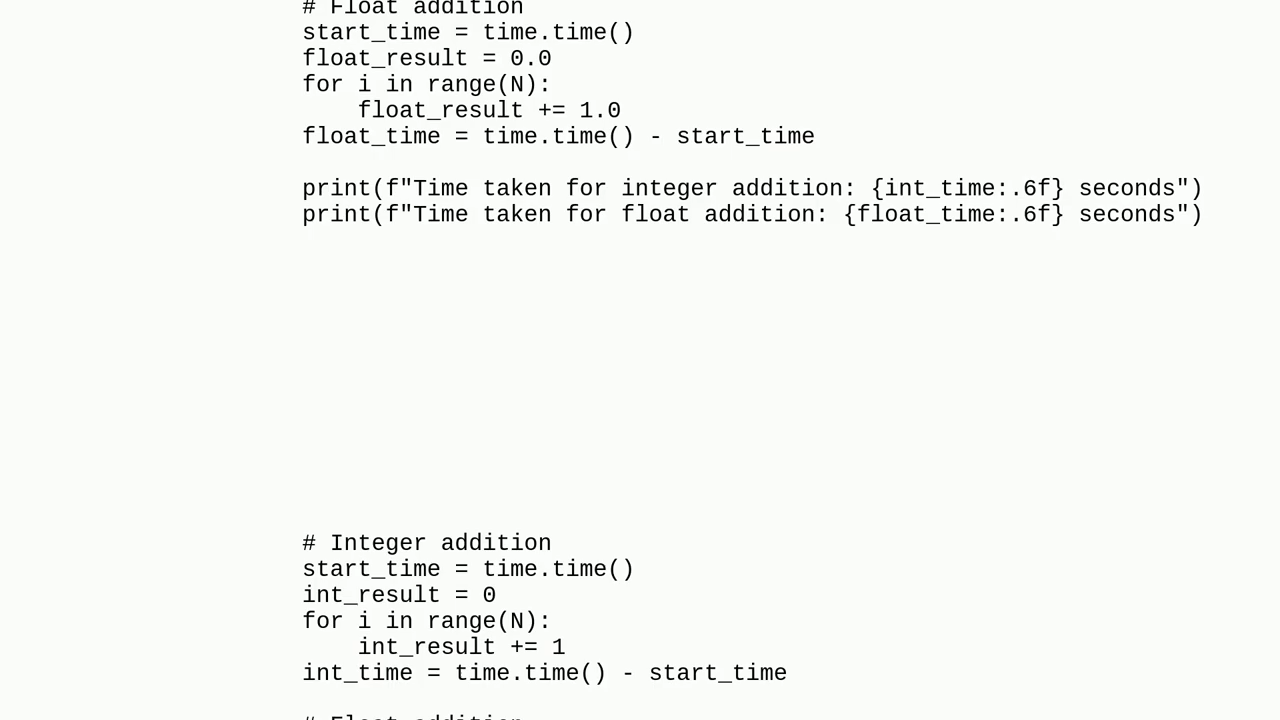 # Float addition
start_time = time.time()
float_result = 0.0
for i in range(N):
    float_result += 1.0
float_time = time.time() - start_time

print(f"Time taken for integer addition: {int_time:.6f} seconds")
print(f"Time taken for float addition: {float_time:.6f} seconds")

# Integer addition
start_time = time.time()
int_result = 0
for i in range(N):
    int_result += 1
int_time = time.time() - start_time

# Float addition